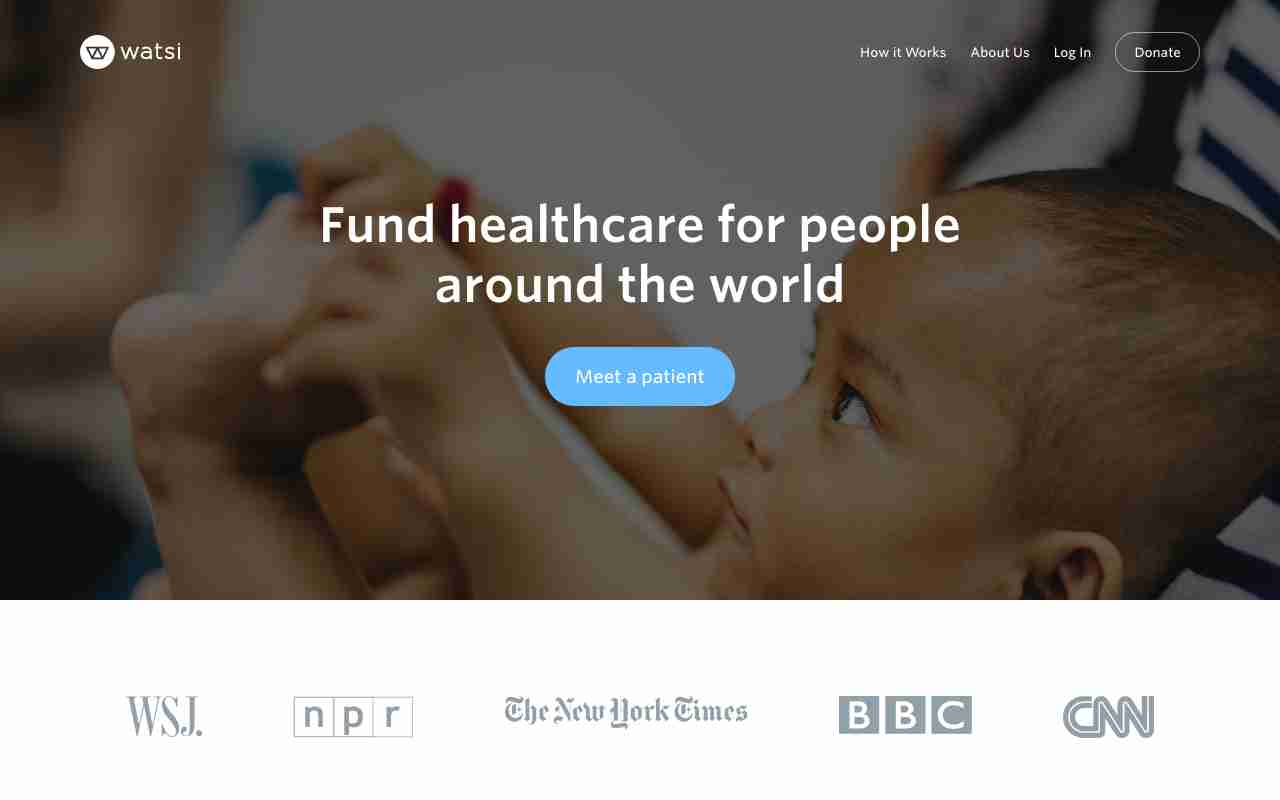 watsi
How it Works
About Us
Log In
Donate
Fund healthcare for people
around the world
Meet a patient
WSJ.
npr
The New York Times
BBC
CNN